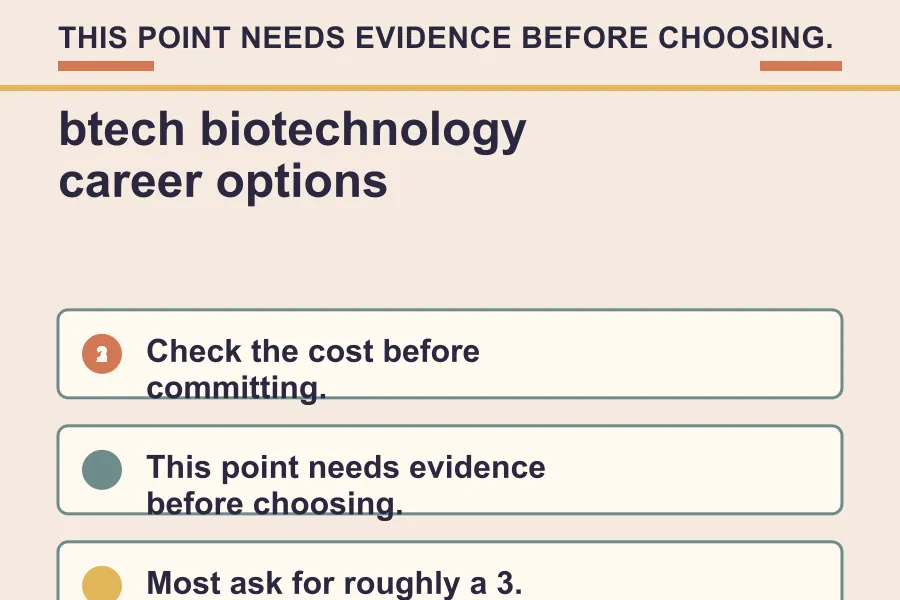 THIS POINT NEEDS EVIDENCE BEFORE CHOOSING.
btech biotechnology
career options
Check the cost before
committing.
This point needs evidence
before choosing.
Most ask for roughly a 3.